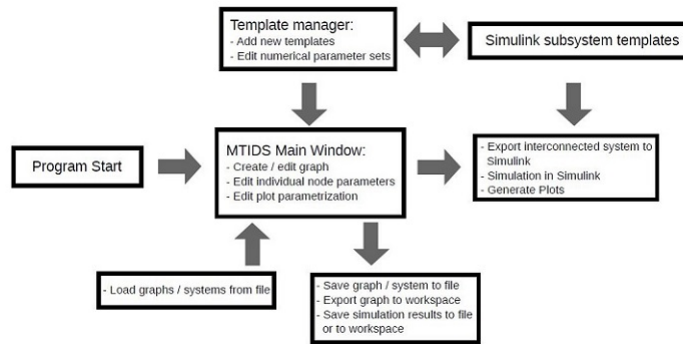 Template manager:
- Add new templates
- Edit numerical parameter sets
Simulink subsystem templates
Program Start
MTIDS Main Window:
- Create / edit graph
- Edit individual node parameters
- Edit plot parametrization
- Export interconnected system to
Simulink
- Simulation in Simulink
- Generate Plots
- Load graphs / systems from file
- Save graph / system to file
- Export graph to workspace
- Save simulation results to file
or to workspace